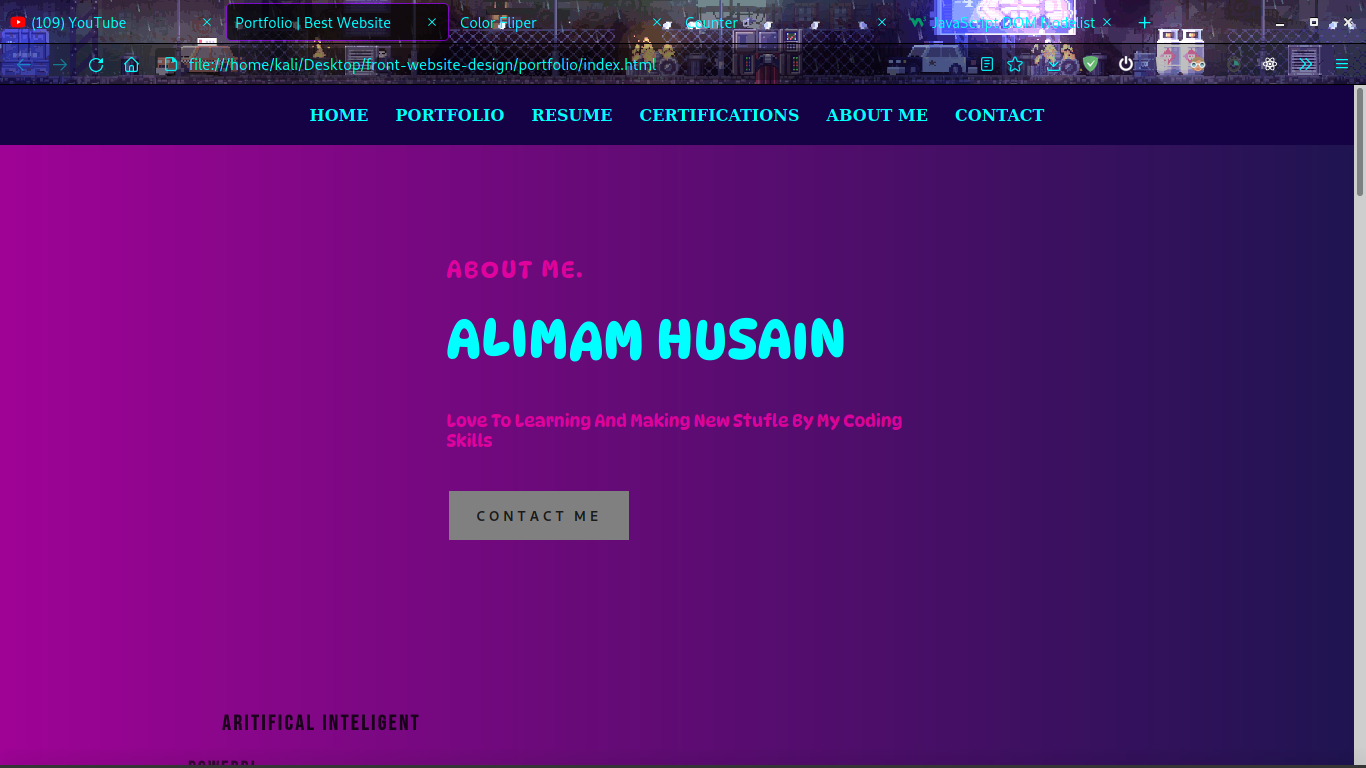 (109) YouTube
Portfolio | Best Website
Color Fliper
Counter
JavaScript DOM Nodelist
file:///home/kali/Desktop/front-website-design/portfolio/index.html
HOME PORTFOLIO RESUME CERTIFICATIONS ABOUT ME CONTACT
ABOUT ME.
ALIMAM HUSAIN
Love To Learning And Making New Stufle By My Coding
Skills
CONTACT ME
ARITIFICAL INTELIGENT